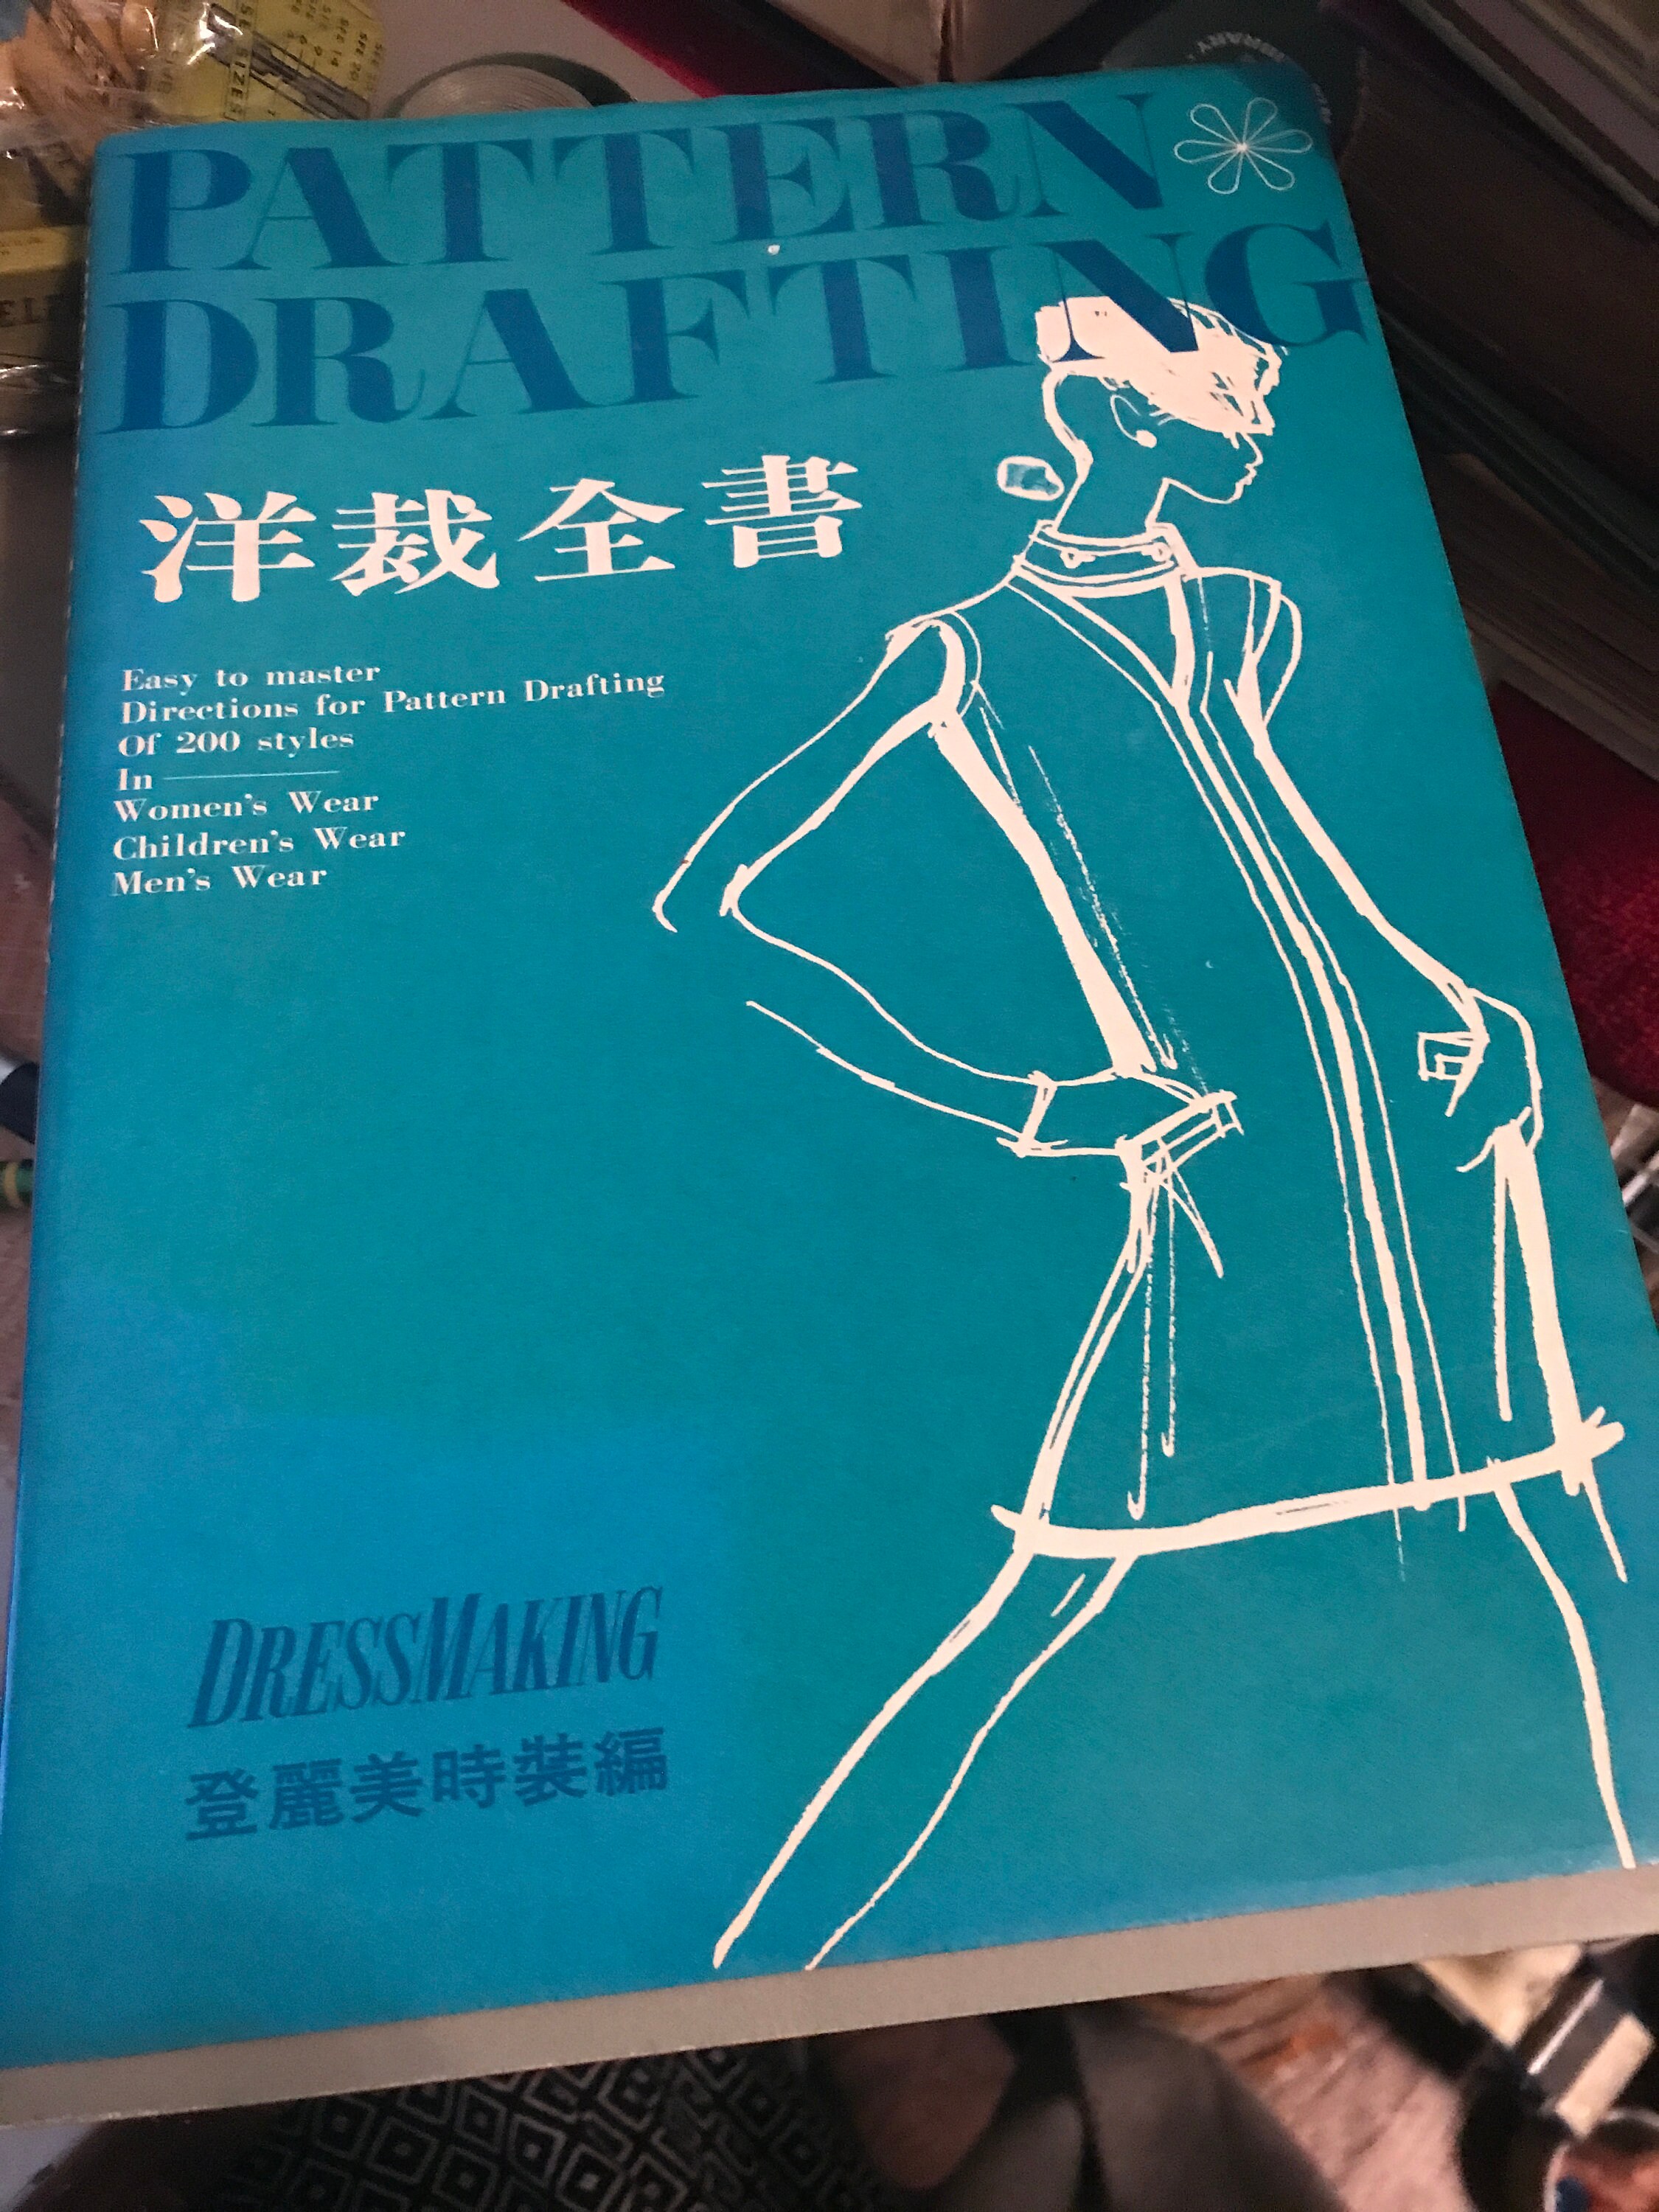 PATTERN
DRAFTING
洋裁全書
Easy to master
Directions for Pattern Drafting
Of 200 styles
In
Women's Wear
Children's Wear
Men's Wear
DRESSMAKING
登麗美時裝編